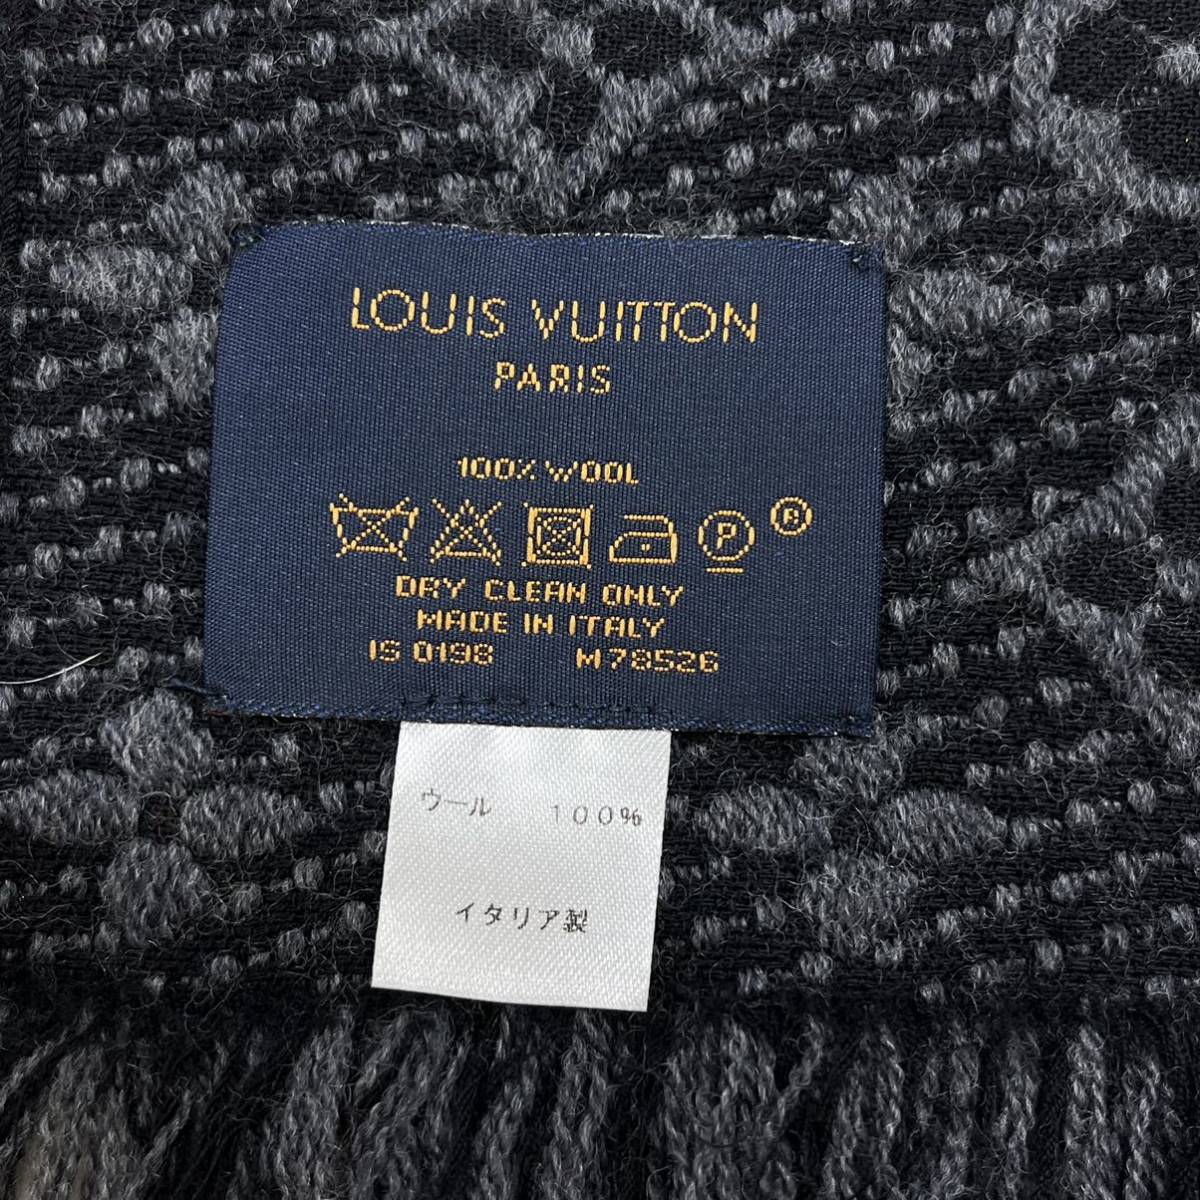 LOUIS VUITTON
PARIS
100% WOOL
P ®
DRY CLEAN ONLY
MADE IN ITALY
IS 0198 M78526
ウール 100%
イタリア製